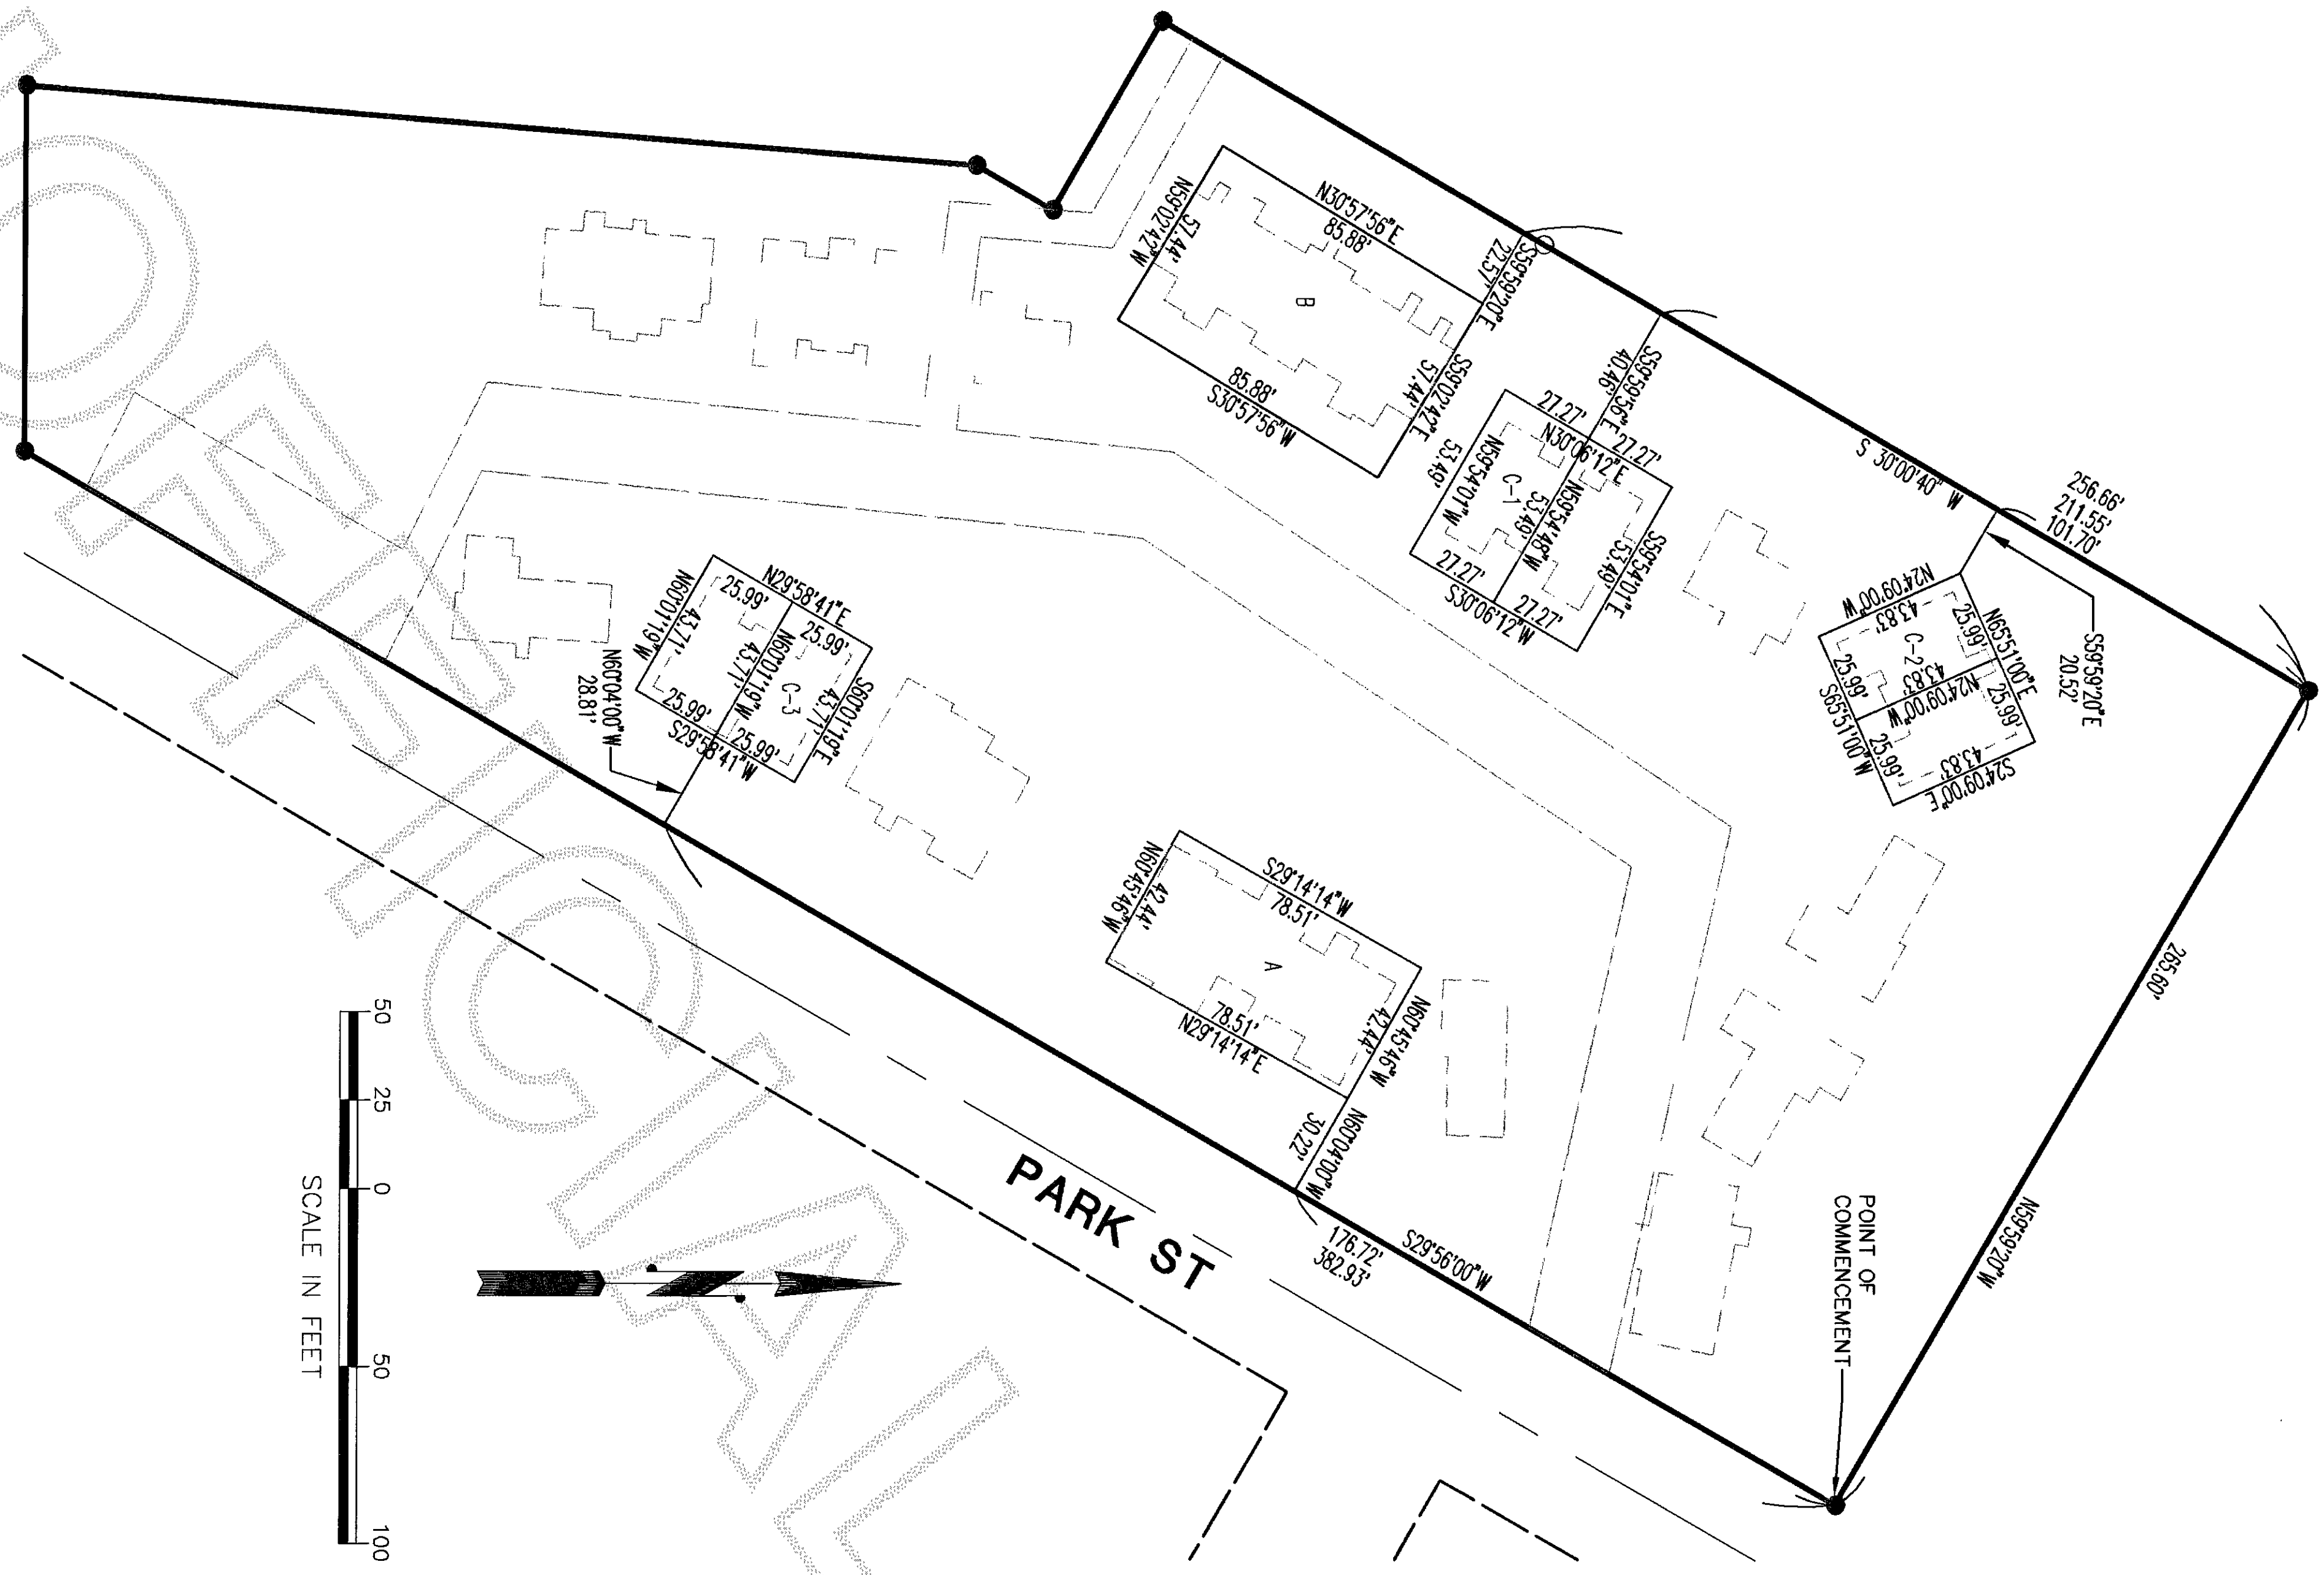 256.66'
211.55'
101.70'
S 30°00'40" W
S59°59'20"E
20.52'
N65°51'00"E
25.99'
25.99'
N24°09'00"W
43.83'
C-2
43.83'
N24°09'00"W
S24°09'00"E
43.83'
25.99'
25.99'
S65°51'00"W
265.60'
N59°59'20"W
POINT OF
COMMENCEMENT
S59°59'20"E
22.57'
N30°57'56"E
85.88'
N59°02'42"W
57.44'
B
S59°02'42"E
57.44'
85.88'
S30°57'56"W
S59°59'56"E
40.46'
27.27'
27.27'
N30°06'12"E
N59°54'01"W
53.49'
C-1
N59°54'48"W
53.49'
S59°54'01"E
53.49'
27.27'
27.27'
S30°06'12"W
N29°58'41"E
25.99'
25.99'
N60°01'19"W
43.71'
N60°01'19"W
43.71'
C-3
S60°01'19"E
43.71'
25.99'
25.99'
S29°58'41"W
N60°04'00"W
28.81'
S29°14'14"W
78.51'
N60°45'46"W
42.44'
A
N60°45'46"W
42.44'
78.51'
N29°14'14"E
N60°04'00"W
30.22'
S29°56'00"W
176.72'
382.93'
PARK ST
50
25
0
50
100
SCALE IN FEET
OFFICIAL